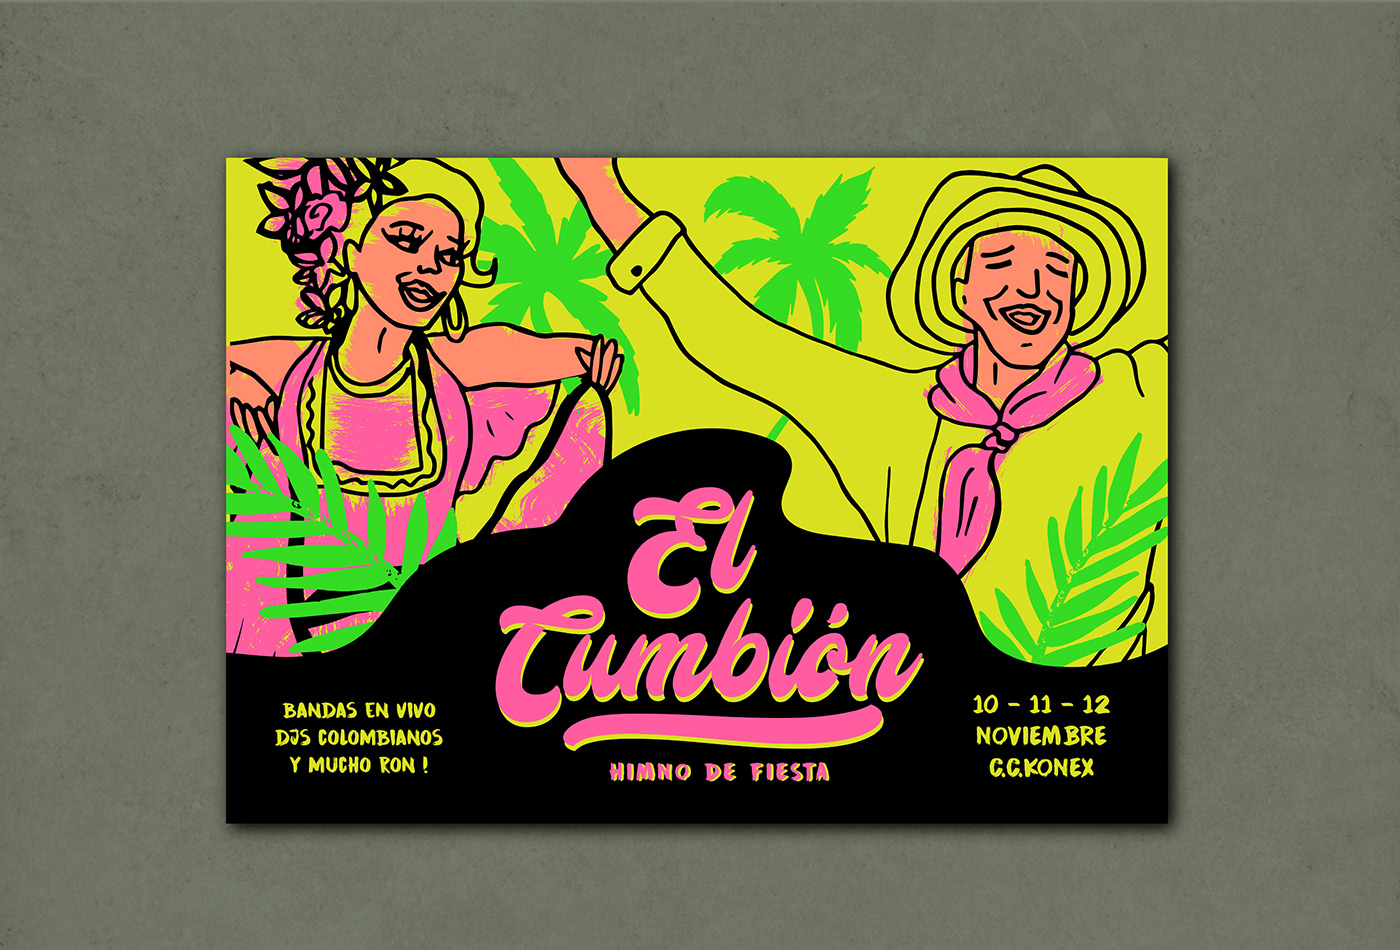 El
Cumbión
HIMNO DE FIESTA
BANDAS EN VIVO
DJS COLOMBIANOS
Y MUCHO RON !
10 - 11 - 12
NOVIEMBRE
C.C.KONEX